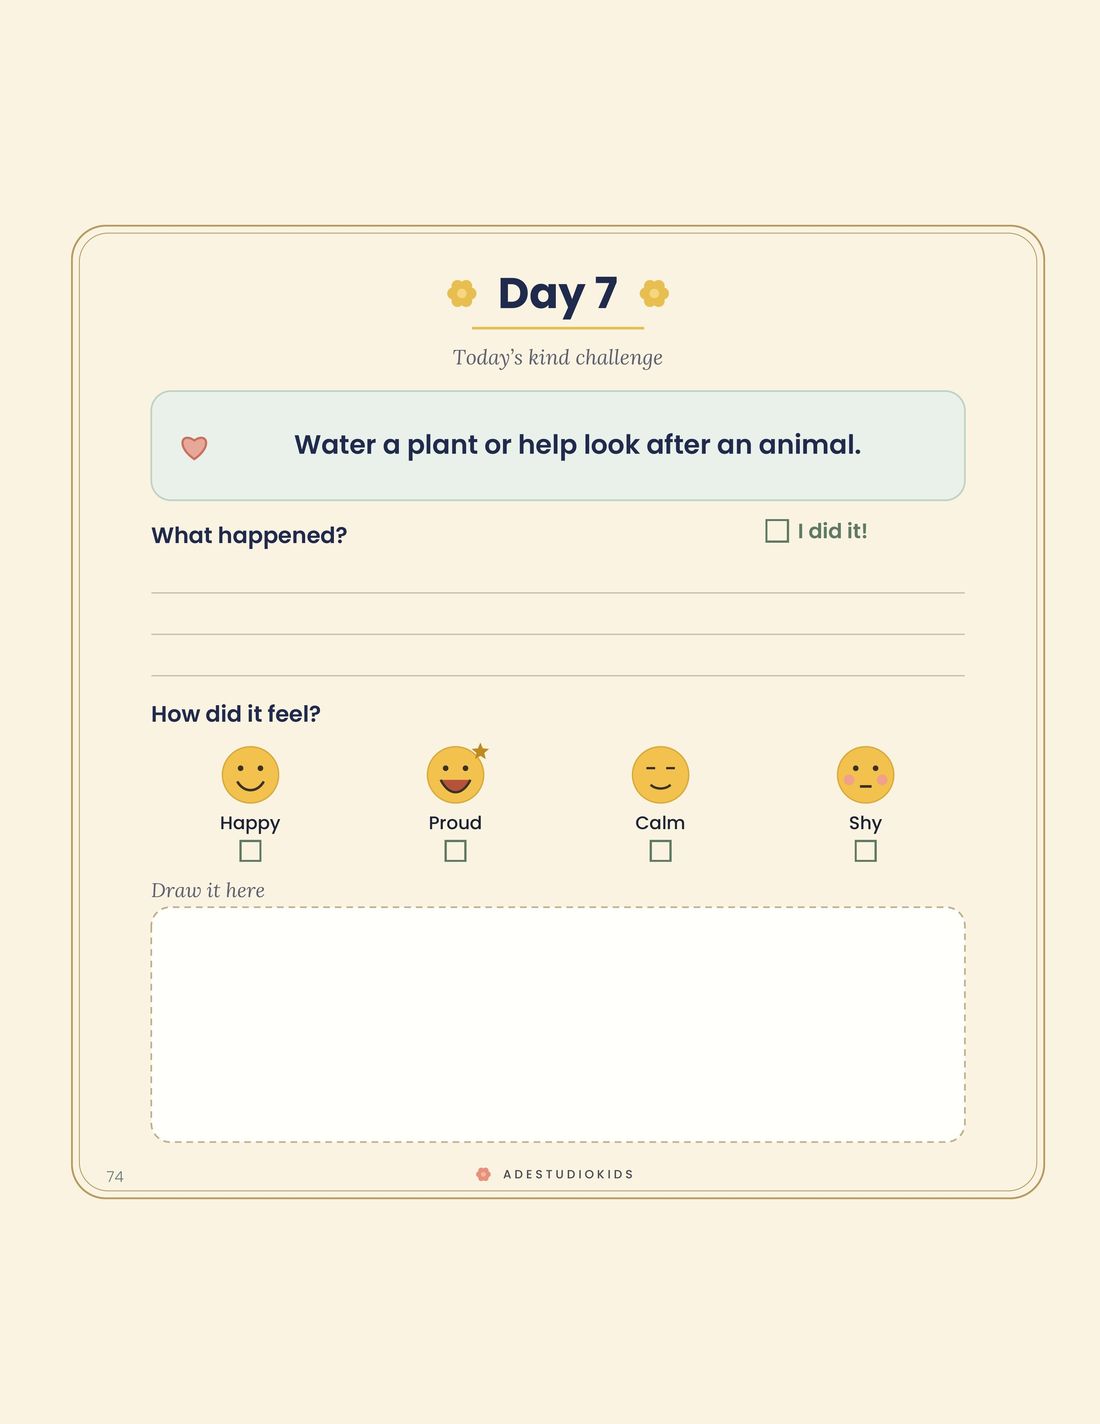 Day 7
Today’s kind challenge
Water a plant or help look after an animal.
What happened?
I did it!
How did it feel?
Happy
Proud
Calm
Shy
Draw it here
74
ADESTUDIOKIDS